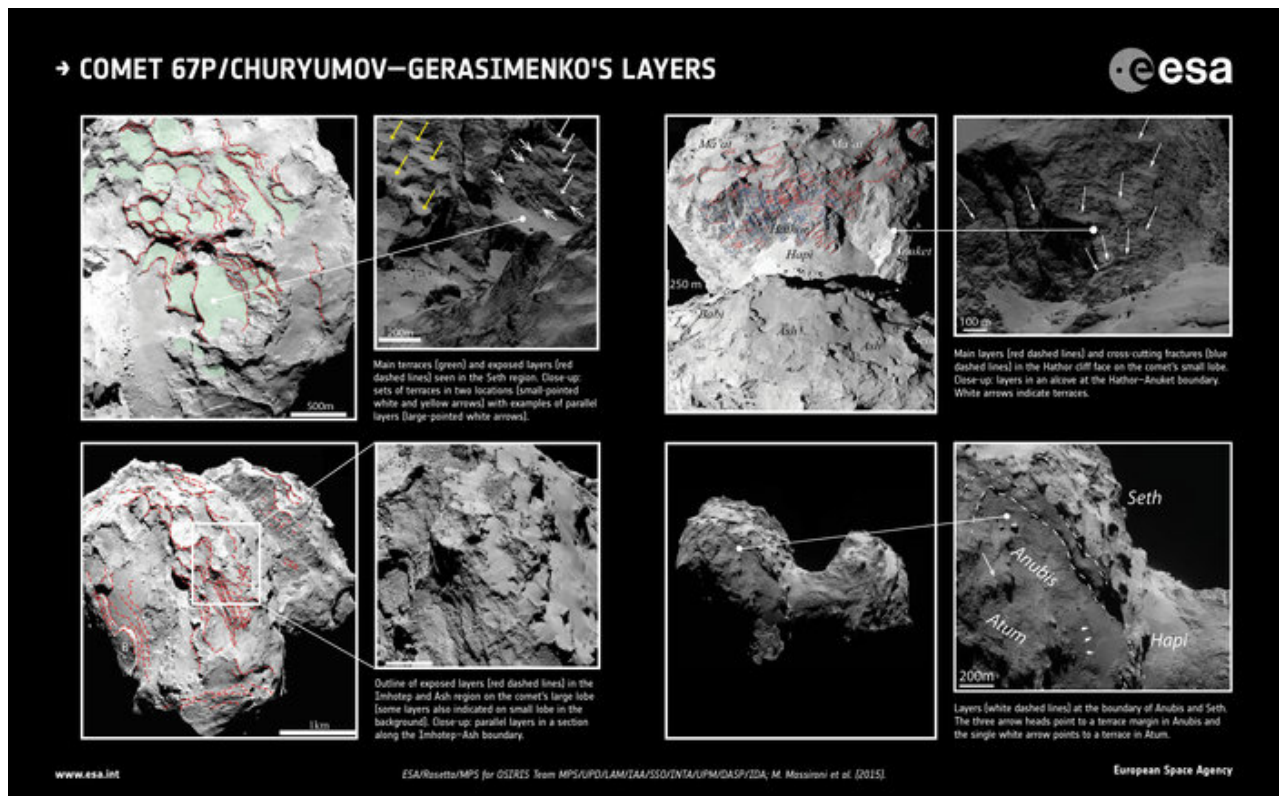 → COMET 67P/CHURYUMOV–GERASIMENKO'S LAYERS
esa
500m
Main terraces (green) and exposed layers (red
dashed lines) seen in the Seth region. Close-up:
sets of terraces in two locations (small-pointed
white and yellow arrows) with examples of parallel
layers (large-pointed white arrows).
Ma'at
Ma'at
Hathor
Hapi
Anuket
250 m
Babi
Ash
Ash
100 m
Main layers (red dashed lines) and cross-cutting fractures (blue
dashed lines) in the Hathor cliff face on the comet's small lobe.
Close-up: layers in an alcove at the Hathor–Anuket boundary.
White arrows indicate terraces.
B
1km
Outline of exposed layers (red dashed lines) in the
Imhotep and Ash region on the comet's large lobe
(some layers also indicated on small lobe in the
background). Close-up: parallel layers in a section
along the Imhotep–Ash boundary.
Seth
Anubis
Atum
Hapi
200m
Layers (white dashed lines) at the boundary of Anubis and Seth.
The three arrow heads point to a terrace margin in Anubis and
the single white arrow points to a terrace in Atum.
www.esa.int
ESA/Rosetta/MPS for OSIRIS Team MPS/UPD/LAM/IAA/SSO/INTA/UPM/DASP/IDA; M. Massironi et al. (2015).
European Space Agency